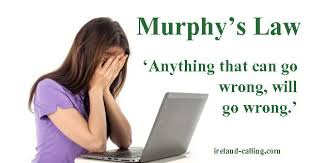 Murphy's Law
‘Anything that can go
wrong, will
go wrong.’
ireland-calling.com